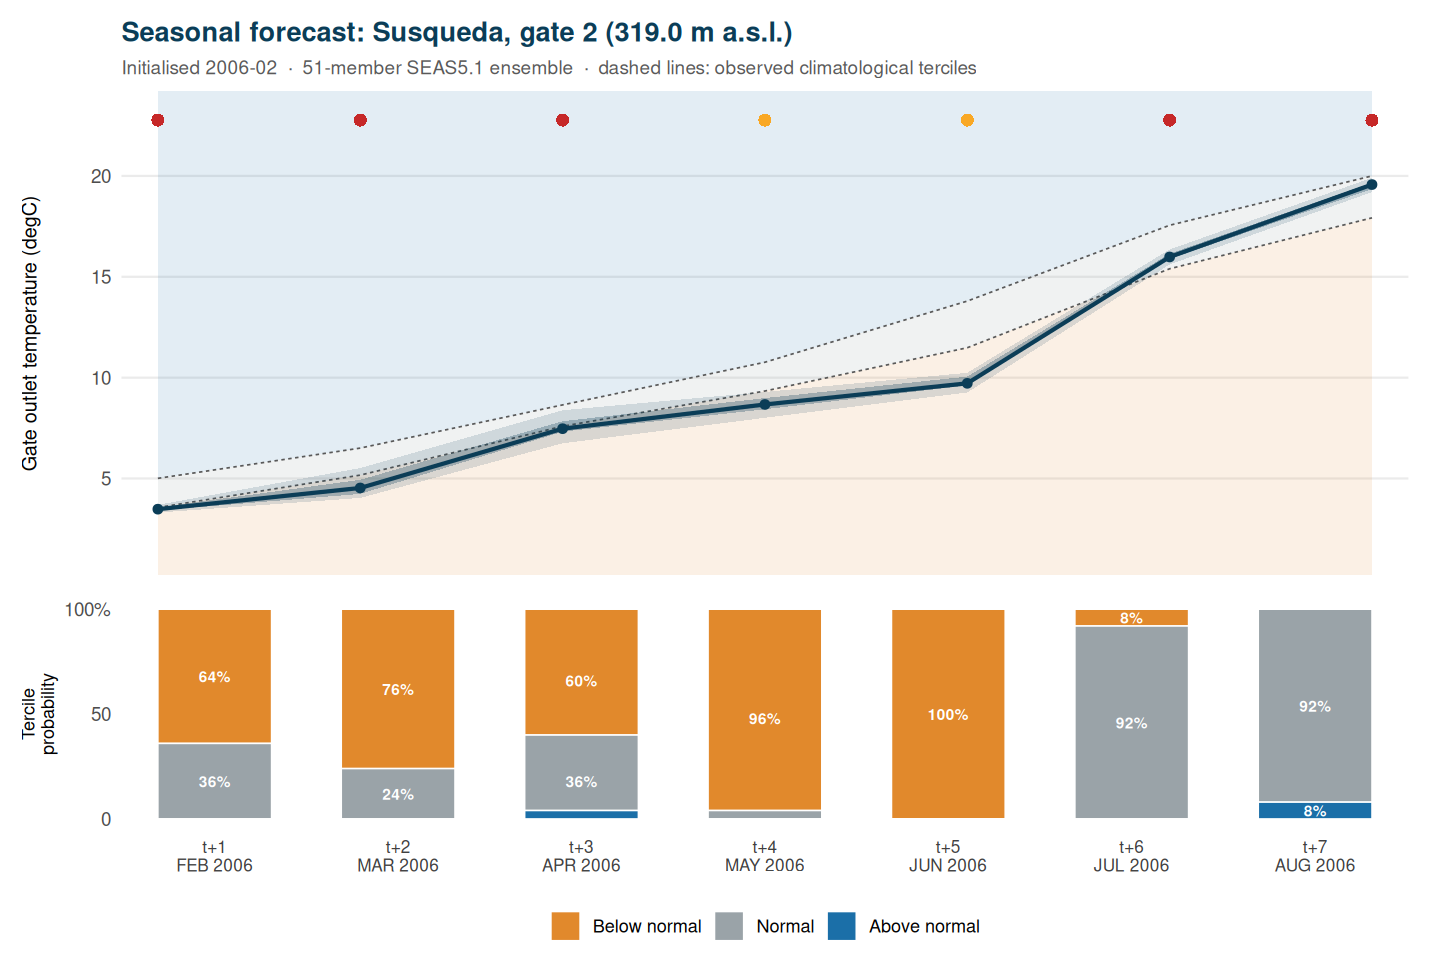 Seasonal forecast: Susqueda, gate 2 (319.0 m a.s.l.)
Initialised 2006-02 · 51-member SEAS5.1 ensemble · dashed lines: observed climatological terciles
Gate outlet temperature (degC)
20
15
10
5
Tercile
probability
100%
50
0
64%
36%
76%
24%
60%
36%
96%
100%
8%
92%
92%
8%
t+1
FEB 2006
t+2
MAR 2006
t+3
APR 2006
t+4
MAY 2006
t+5
JUN 2006
t+6
JUL 2006
t+7
AUG 2006
Below normal
Normal
Above normal